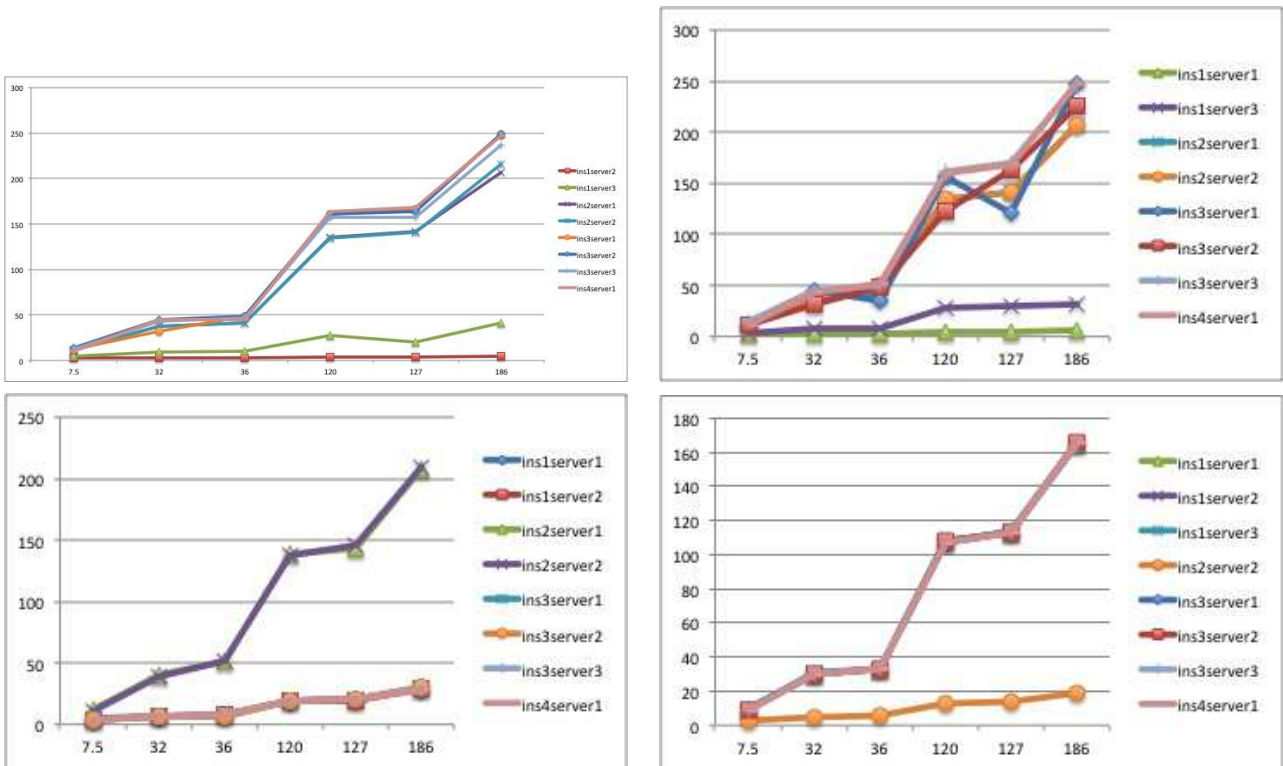 300
250
200
150
100
50
0
7.5 32 36 120 127 186
ins1server2
ins1server3
ins2server1
ins2server2
ins3server1
ins3server2
ins3server3
ins4server1
300
250
200
150
100
50
0
7.5 32 36 120 127 186
ins1server1
ins1server3
ins2server1
ins2server2
ins3server1
ins3server2
ins3server3
ins4server1
250
200
150
100
50
0
7.5 32 36 120 127 186
ins1server1
ins1server2
ins2server1
ins2server2
ins3server1
ins3server2
ins3server3
ins4server1
180
160
140
120
100
80
60
40
20
0
7.5 32 36 120 127 186
ins1server1
ins1server2
ins1server3
ins2server2
ins3server1
ins3server2
ins3server3
ins4server1